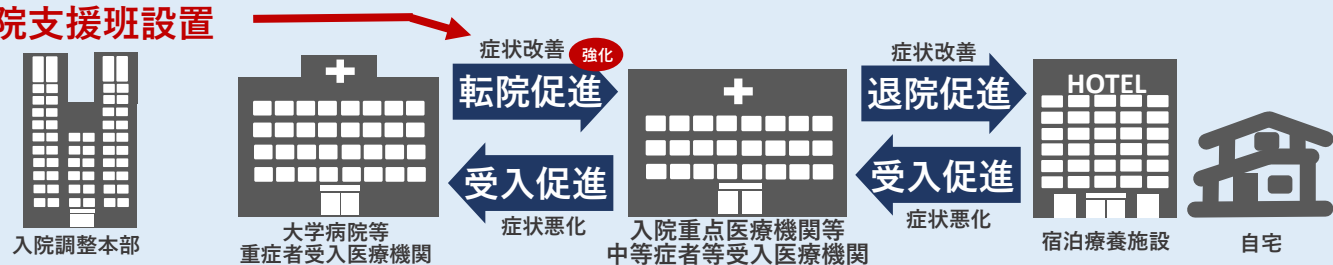 院支援班設置
症状改善
強化
転院促進
受入促進
症状悪化
症状改善
退院促進
受入促進
症状悪化
HOTEL
入院調整本部
大学病院等
重症者受入医療機関
入院重点医療機関等
中等症者等受入医療機関
宿泊療養施設
自宅